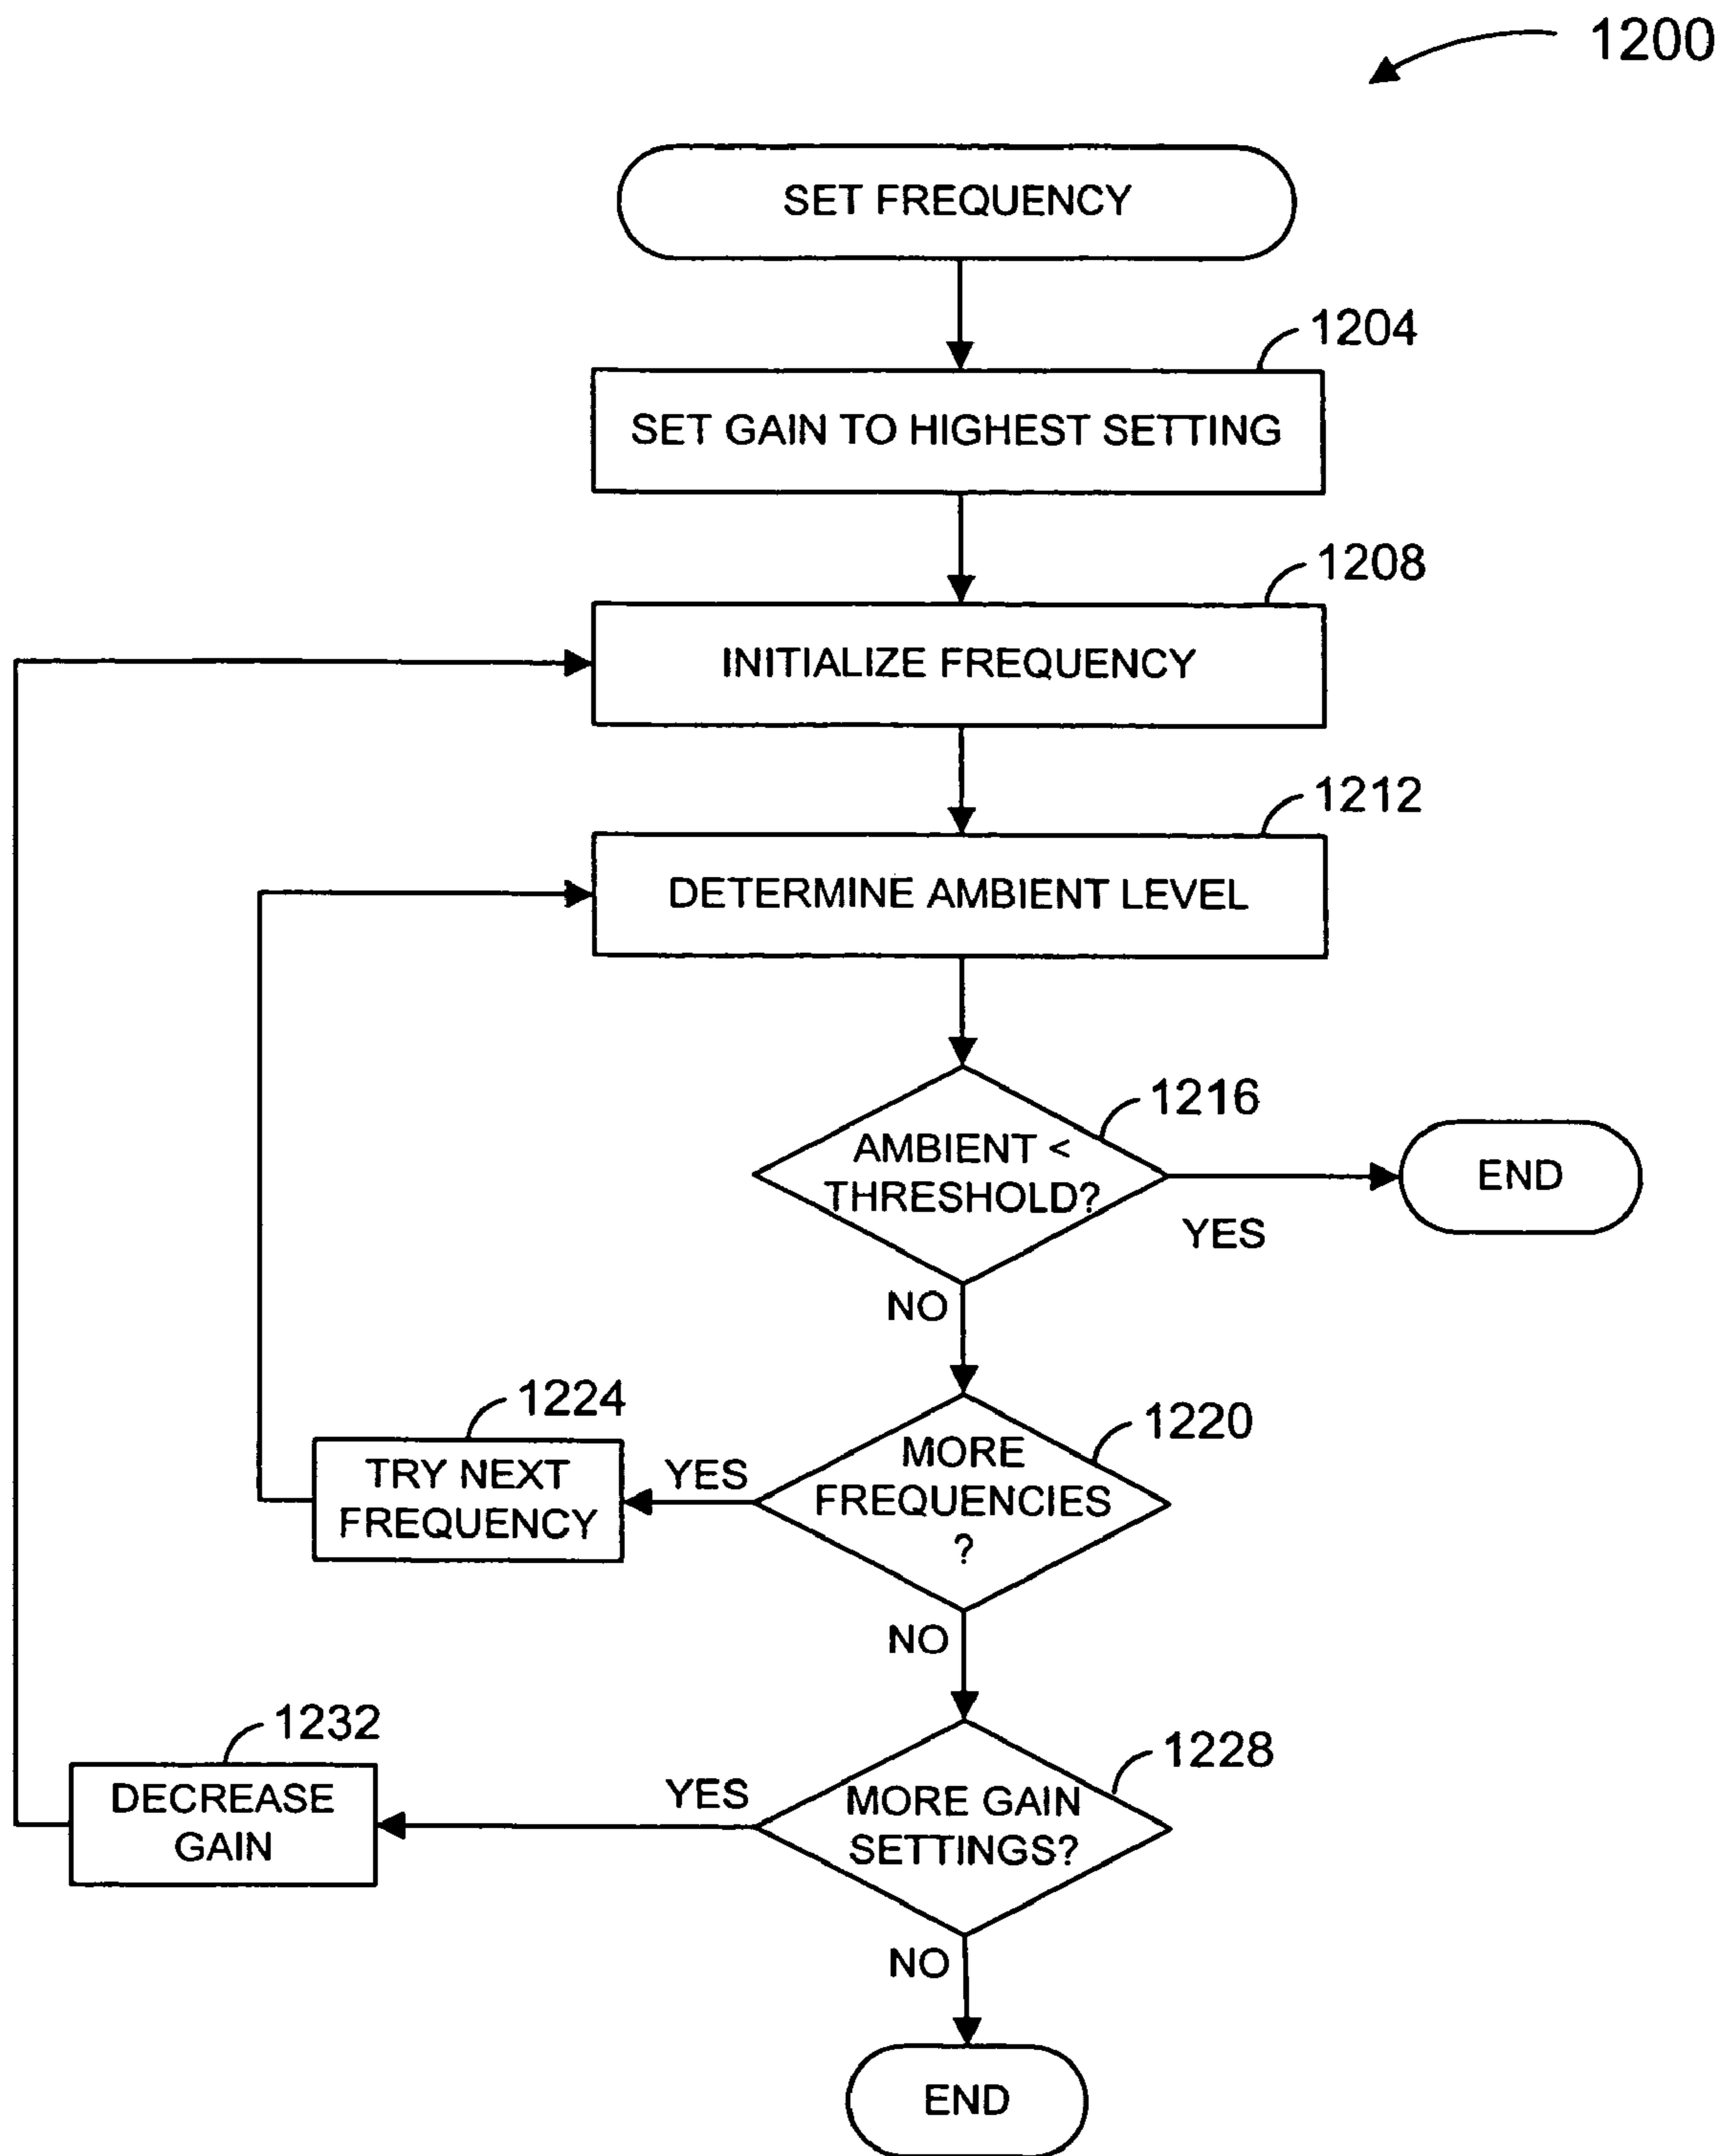 1200
SET FREQUENCY
1204
SET GAIN TO HIGHEST SETTING
1208
INITIALIZE FREQUENCY
1212
DETERMINE AMBIENT LEVEL
1216
AMBIENT <
THRESHOLD?
END
YES
NO
1224
1220
TRY NEXT
FREQUENCY
YES
MORE
FREQUENCIES
?
NO
1232
1228
DECREASE
GAIN
YES
MORE GAIN
SETTINGS?
NO
END